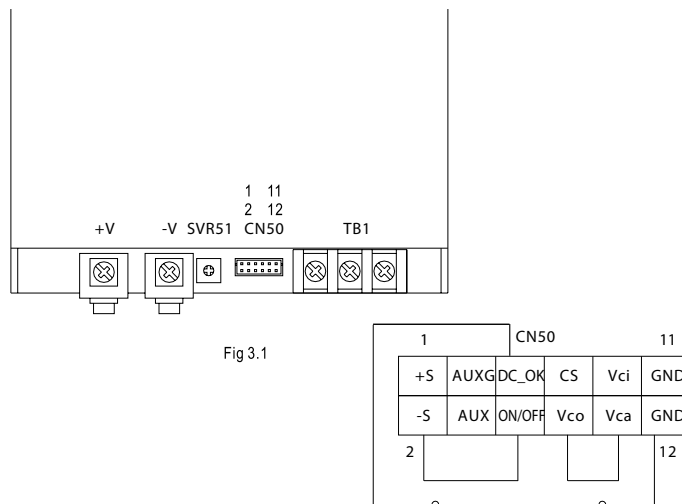 1 11
2 12
+V -V SVR51 CN50 TB1
Fig 3.1
1 CN50 11
+S AUXG DC_OK CS Vci GND
-S AUX ON/OFF Vco Vca GND
2 12